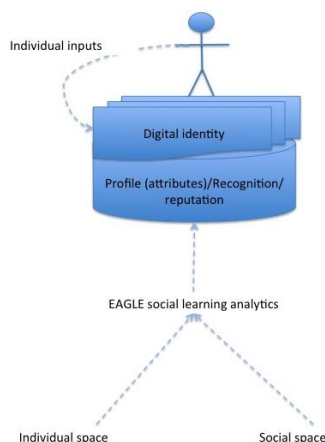 Individual inputs
Digital identity
Profile (attributes)/Recognition/
reputation
EAGLE social learning analytics
Individual space
Social space